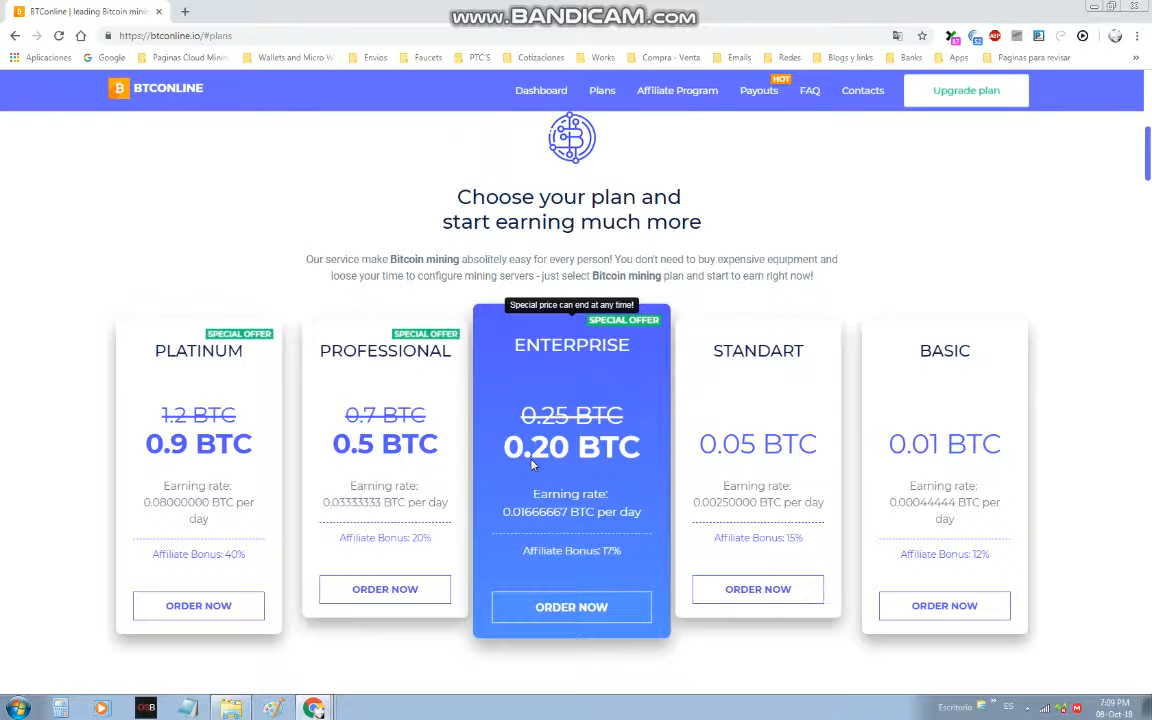 BTConline | leading Bitcoin minin
www.BANDICAM.com
https://btconline.io/#plans
Aplicaciones Google Paginas Cloud Minin Wallets and Micro W Envios Faucets PTC'S Cotizaciones Works Compra - Venta Emails Redes Blogs y links Banks Apps Paginas para revisar
BTCONLINE Dashboard Plans Affiliate Program Payouts HOT FAQ Contacts Upgrade plan
Choose your plan and
start earning much more
Our service make Bitcoin mining absolitely easy for every person! You don't need to buy expensive equipment and
loose your time to configure mining servers - just select Bitcoin mining plan and start to earn right now!
Special price can end at any time!
SPECIAL OFFER
PLATINUM
1.2 BTC
0.9 BTC
Earning rate:
0.08000000 BTC per
day
Affiliate Bonus: 40%
ORDER NOW
SPECIAL OFFER
PROFESSIONAL
0.7 BTC
0.5 BTC
Earning rate:
0.03333333 BTC per day
Affiliate Bonus: 20%
ORDER NOW
SPECIAL OFFER
ENTERPRISE
0.25 BTC
0.20 BTC
Earning rate:
0.01666667 BTC per day
Affiliate Bonus: 17%
ORDER NOW
STANDART
0.05 BTC
Earning rate:
0.00250000 BTC per day
Affiliate Bonus: 15%
ORDER NOW
BASIC
0.01 BTC
Earning rate:
0.00044444 BTC per
day
Affiliate Bonus: 12%
ORDER NOW
Escritorio ES 7:09 PM
08-Oct-18